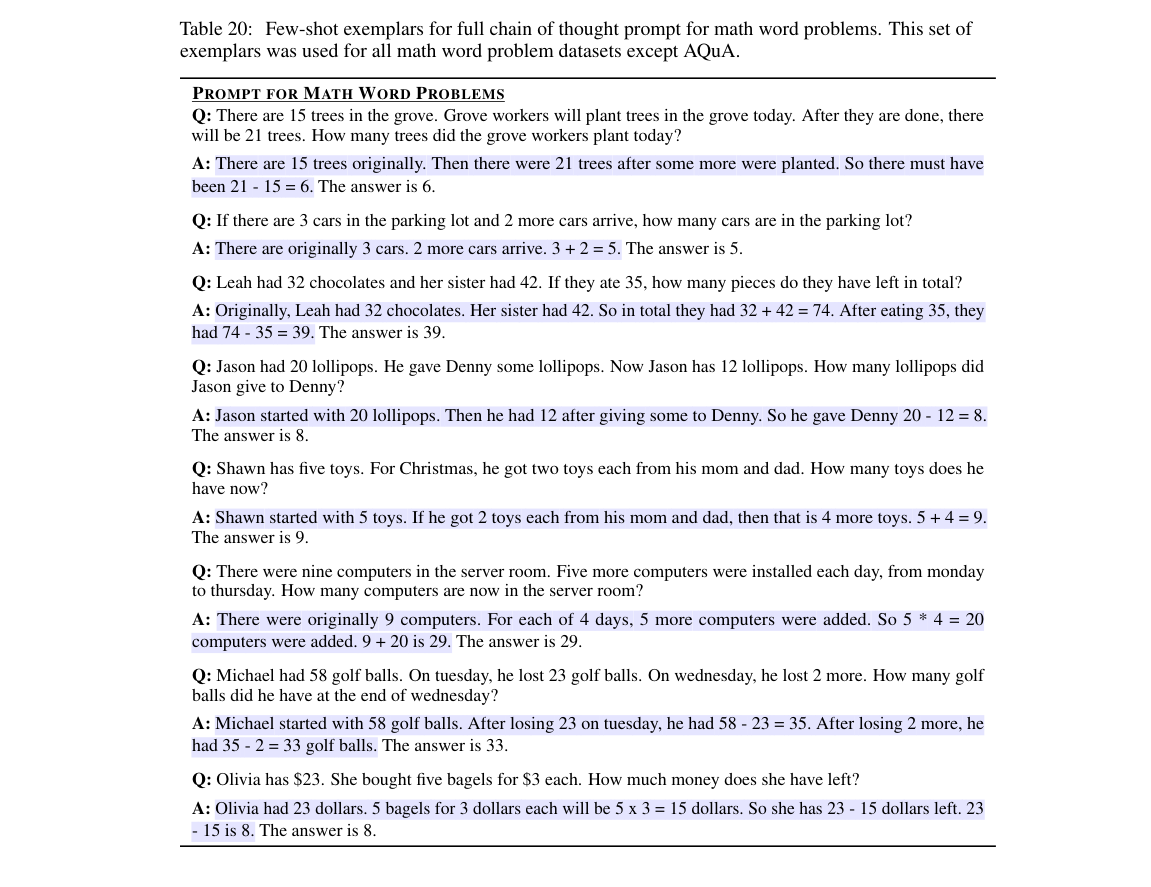 Table 20: Few-shot exemplars for full chain of thought prompt for math word problems. This set of
exemplars was used for all math word problem datasets except AQuA.
PROMPT FOR MATH WORD PROBLEMS
Q: There are 15 trees in the grove. Grove workers will plant trees in the grove today. After they are done, there
will be 21 trees. How many trees did the grove workers plant today?
A: There are 15 trees originally. Then there were 21 trees after some more were planted. So there must have
been 21 - 15 = 6. The answer is 6.
Q: If there are 3 cars in the parking lot and 2 more cars arrive, how many cars are in the parking lot?
A: There are originally 3 cars. 2 more cars arrive. 3 + 2 = 5. The answer is 5.
Q: Leah had 32 chocolates and her sister had 42. If they ate 35, how many pieces do they have left in total?
A: Originally, Leah had 32 chocolates. Her sister had 42. So in total they had 32 + 42 = 74. After eating 35, they
had 74 - 35 = 39. The answer is 39.
Q: Jason had 20 lollipops. He gave Denny some lollipops. Now Jason has 12 lollipops. How many lollipops did
Jason give to Denny?
A: Jason started with 20 lollipops. Then he had 12 after giving some to Denny. So he gave Denny 20 - 12 = 8.
The answer is 8.
Q: Shawn has five toys. For Christmas, he got two toys each from his mom and dad. How many toys does he
have now?
A: Shawn started with 5 toys. If he got 2 toys each from his mom and dad, then that is 4 more toys. 5 + 4 = 9.
The answer is 9.
Q: There were nine computers in the server room. Five more computers were installed each day, from monday
to thursday. How many computers are now in the server room?
A: There were originally 9 computers. For each of 4 days, 5 more computers were added. So 5 * 4 = 20
computers were added. 9 + 20 is 29. The answer is 29.
Q: Michael had 58 golf balls. On tuesday, he lost 23 golf balls. On wednesday, he lost 2 more. How many golf
balls did he have at the end of wednesday?
A: Michael started with 58 golf balls. After losing 23 on tuesday, he had 58 - 23 = 35. After losing 2 more, he
had 35 - 2 = 33 golf balls. The answer is 33.
Q: Olivia has $23. She bought five bagels for $3 each. How much money does she have left?
A: Olivia had 23 dollars. 5 bagels for 3 dollars each will be 5 x 3 = 15 dollars. So she has 23 - 15 dollars left. 23
- 15 is 8. The answer is 8.